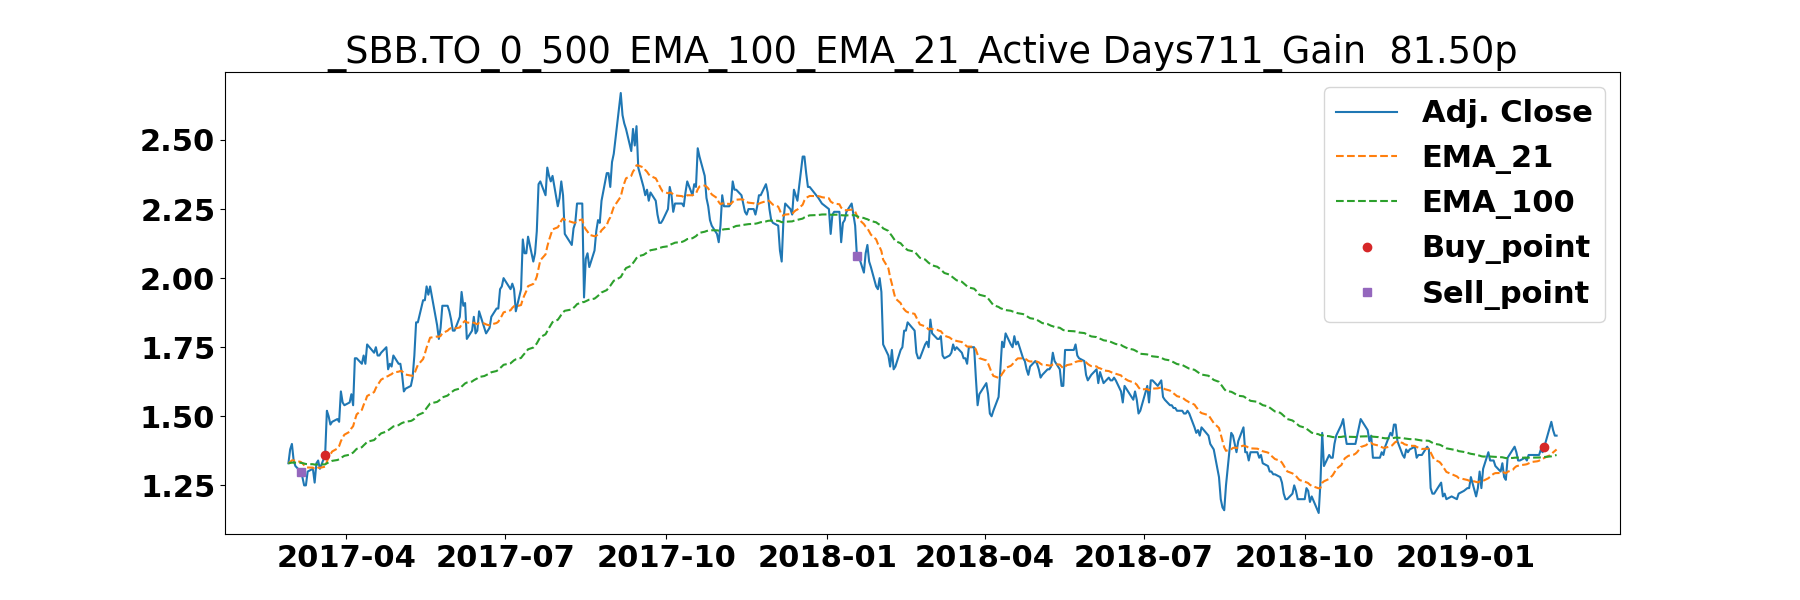 _SBB.TO_0_500_EMA_100_EMA_21_Active Days711_Gain  81.50p
Adj. Close
EMA_21
EMA_100
Buy_point
Sell_point
2.50
2.25
2.00
1.75
1.50
1.25
2017-04 2017-07 2017-10 2018-01 2018-04 2018-07 2018-10 2019-01